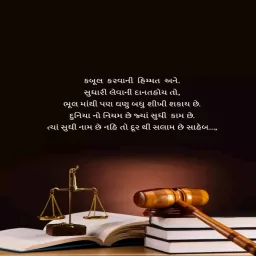 કબૂલ કરવાની હિમ્મત અને.
સુધારી લેવાની દાનતહોય તો,
ભૂલ માંથી પણ ઘણુ બધુ શીખી શકાય છે.
દુનિયા નો નિયમ છે જ્યાં સુધી કામ છે.
ત્યાં સુધી નામ છે નહિ તો દૂર થી સલામ છે સાહેબ...,